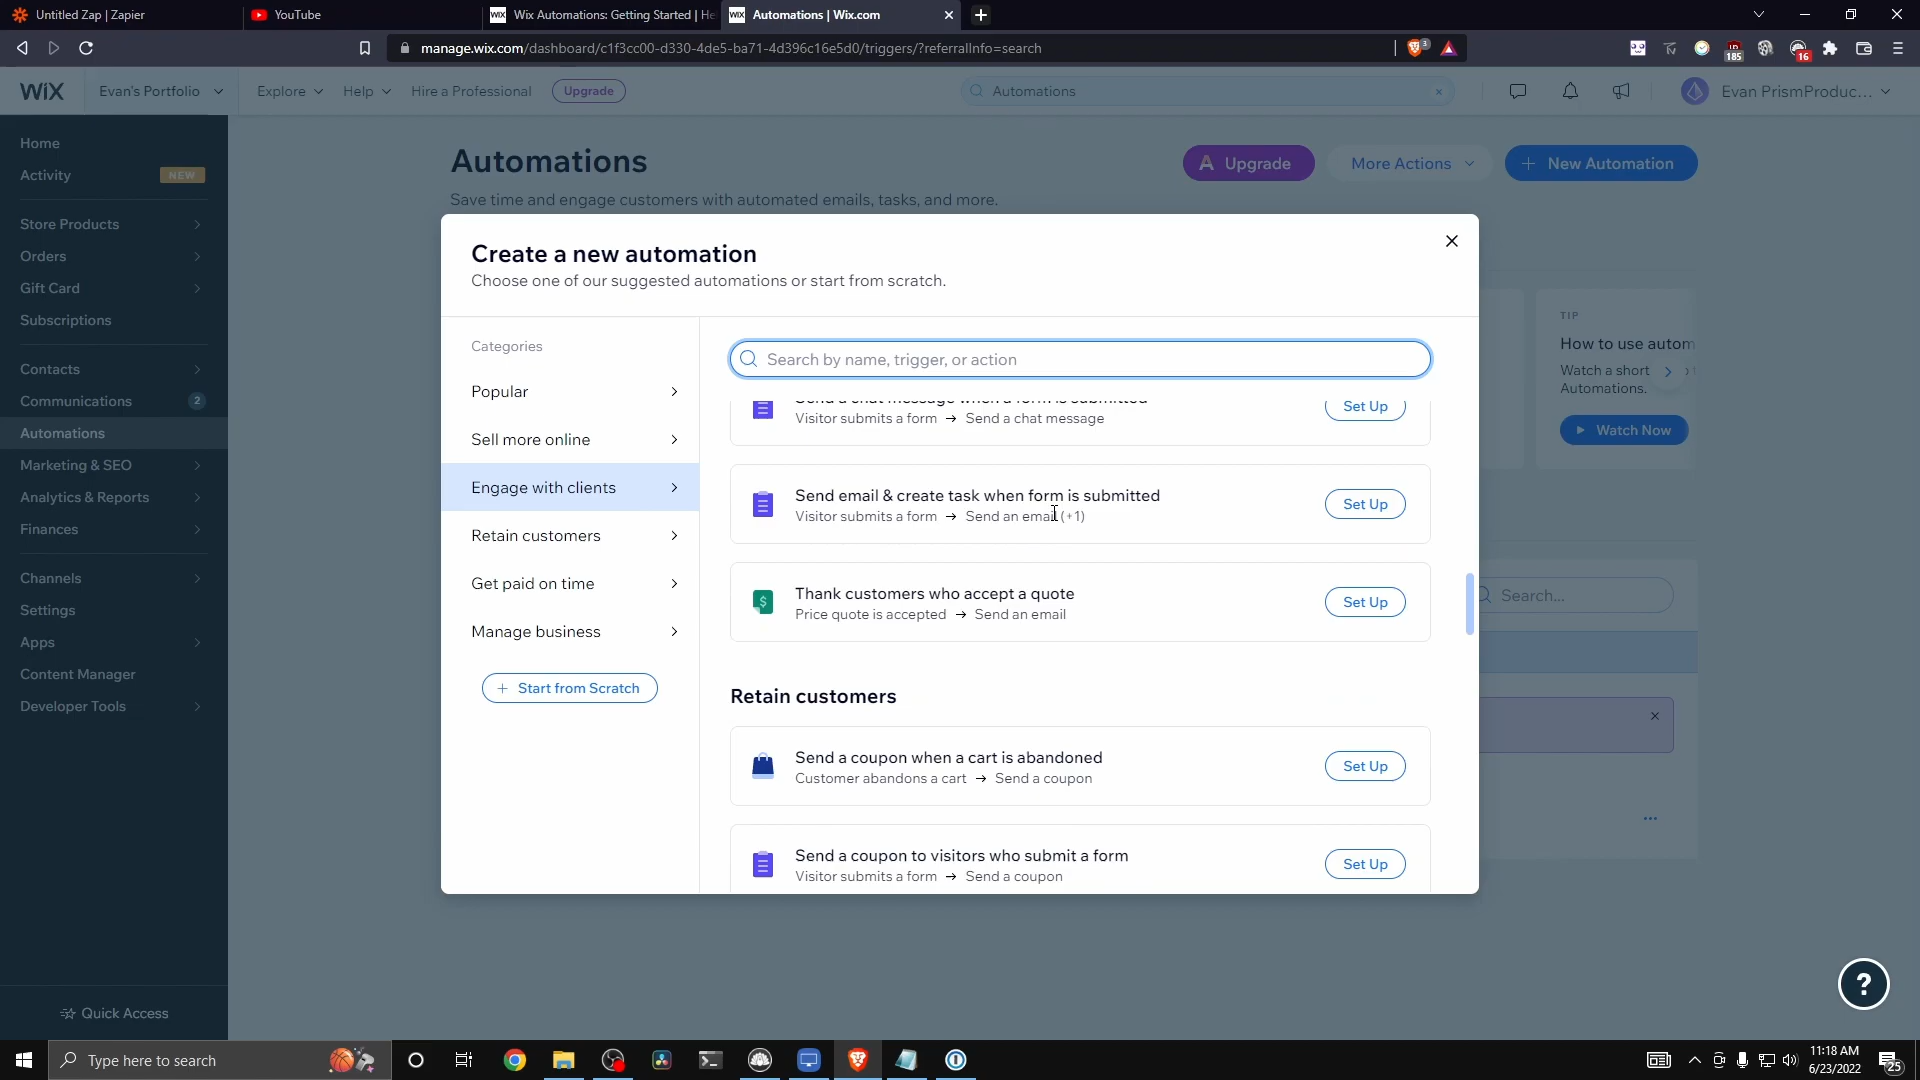 Untitled Zap | Zapier
YouTube
WIX Wix Automations: Getting Started | He
WIX Automations | Wix.com
manage.wix.com/dashboard/c1f3cc00-d330-4de5-ba71-4d396c16e5d0/triggers/?referralInfo=search
3
185
16
WIX
Evan's Portfolio
Explore
Help
Hire a Professional
Upgrade
Automations
Evan PrismProduc...
Home
Activity
NEW
Store Products
Orders
Gift Card
Subscriptions
Contacts
Communications
2
Automations
Marketing & SEO
Analytics & Reports
Finances
Channels
Settings
Apps
Content Manager
Developer Tools
Quick Access
Automations
Save time and engage customers with automated emails, tasks, and more.
Upgrade
More Actions
+ New Automation
TIP
How to use autom
Watch a short
Automations.
Watch Now
Search...
Create a new automation
Choose one of our suggested automations or start from scratch.
Categories
Popular
Sell more online
Engage with clients
Retain customers
Get paid on time
Manage business
+ Start from Scratch
Search by name, trigger, or action
Send a chat message when a form is submitted
Visitor submits a form → Send a chat message
Set Up
Send email & create task when form is submitted
Visitor submits a form → Send an email (+1)
Set Up
Thank customers who accept a quote
Price quote is accepted → Send an email
Set Up
Retain customers
Send a coupon when a cart is abandoned
Customer abandons a cart → Send a coupon
Set Up
Send a coupon to visitors who submit a form
Visitor submits a form → Send a coupon
Set Up
?
Type here to search
11:18 AM
6/23/2022
25